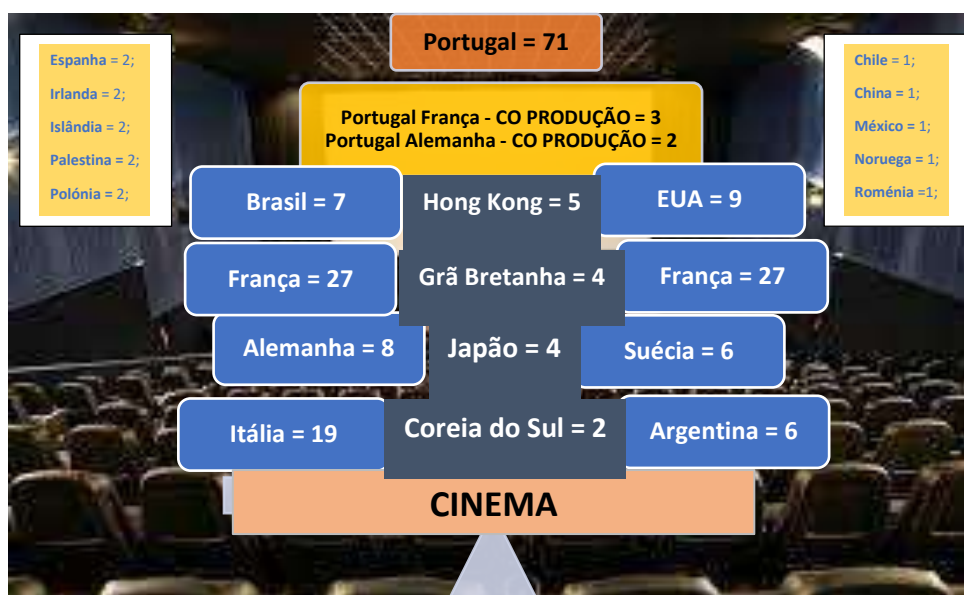 Portugal = 71
Espanha = 2;
Irlanda = 2;
Islândia = 2;
Palestina = 2;
Polónia = 2;
Chile = 1;
China = 1;
México = 1;
Noruega = 1;
Roménia =1;
Portugal França - CO PRODUÇÃO = 3
Portugal Alemanha - CO PRODUÇÃO = 2
Brasil = 7
Hong Kong = 5
EUA = 9
França = 27
Grã Bretanha = 4
França = 27
Alemanha = 8
Japão = 4
Suécia = 6
Itália = 19
Coreia do Sul = 2
Argentina = 6
CINEMA